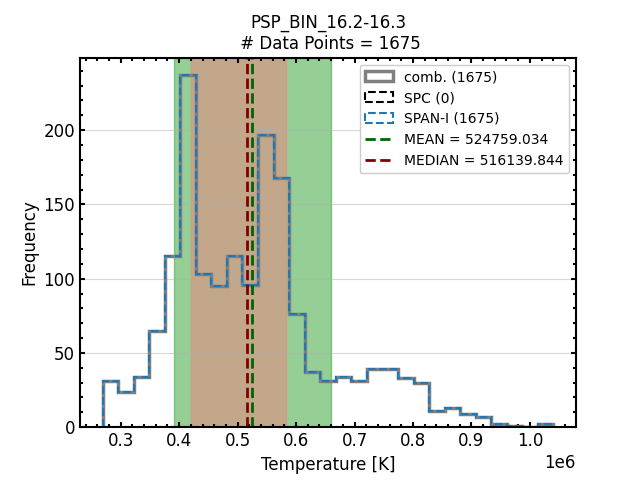 PSP_BIN_16.2-16.3
# Data Points = 1675
comb. (1675)
SPC (0)
SPAN-I (1675)
MEAN = 524759.034
MEDIAN = 516139.844
Frequency
200
150
100
50
0
0.3 0.4 0.5 0.6 0.7 0.8 0.9 1.0
1e6
Temperature [K]